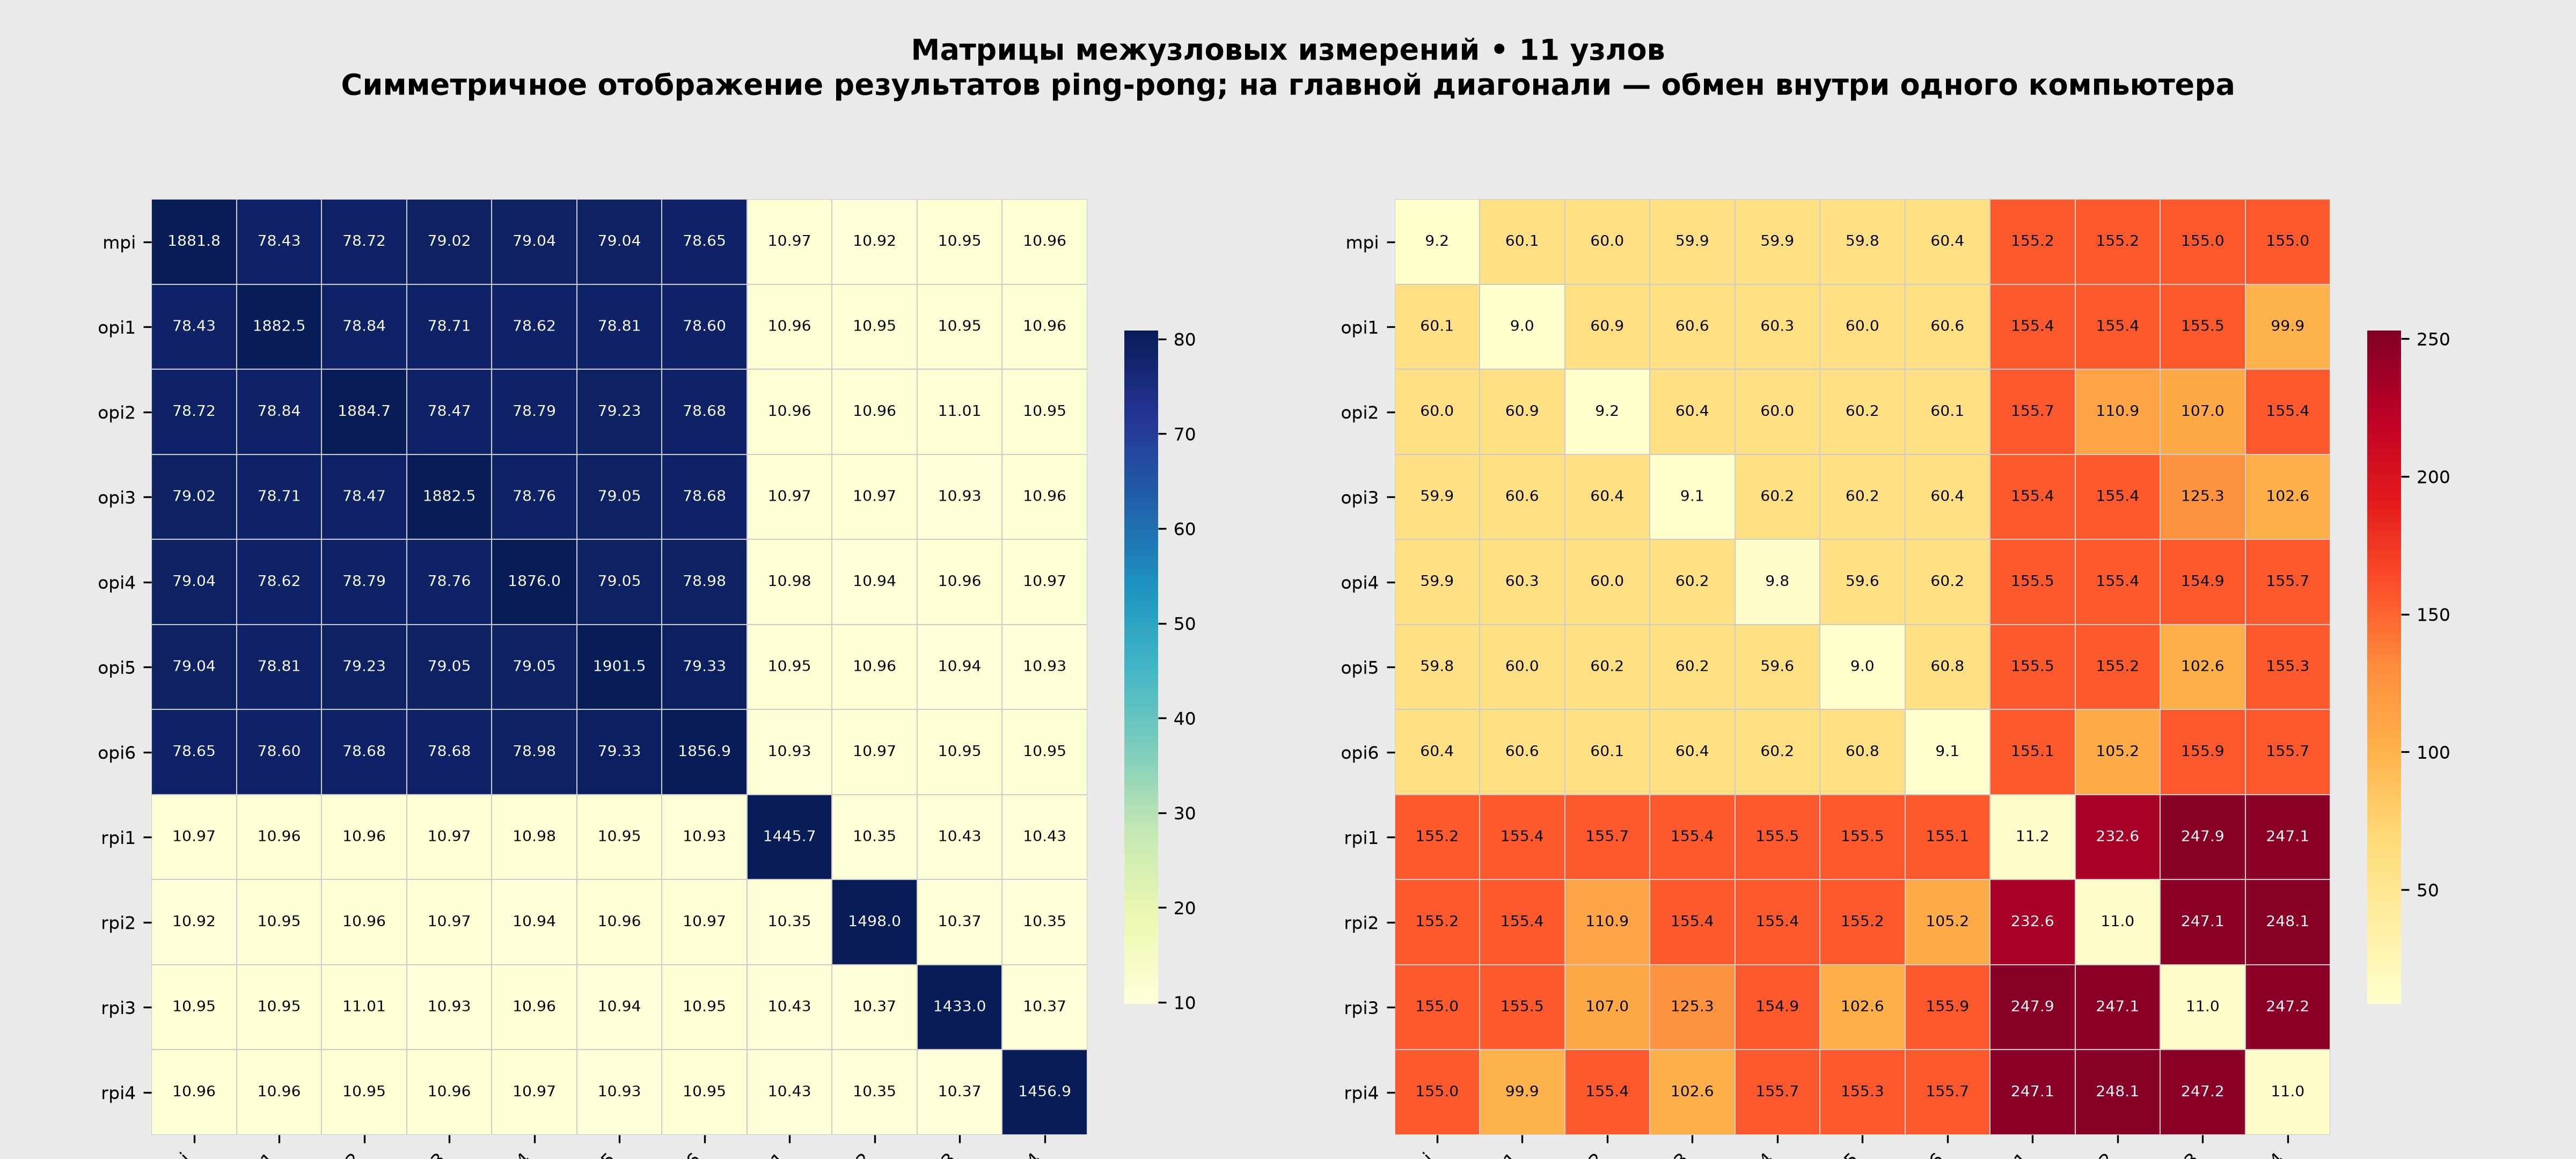 Матрицы межузловых измерений • 11 узлов
Симметричное отображение результатов ping-pong; на главной диагонали — обмен внутри одного компьютера
mpi 1881.8 78.43 78.72 79.02 79.04 79.04 78.65 10.97 10.92 10.95 10.96
opi1 78.43 1882.5 78.84 78.71 78.62 78.81 78.60 10.96 10.95 10.95 10.96
opi2 78.72 78.84 1884.7 78.47 78.79 79.23 78.68 10.96 10.96 11.01 10.95
opi3 79.02 78.71 78.47 1882.5 78.76 79.05 78.68 10.97 10.97 10.93 10.96
opi4 79.04 78.62 78.79 78.76 1876.0 79.05 78.98 10.98 10.94 10.96 10.97
opi5 79.04 78.81 79.23 79.05 79.05 1901.5 79.33 10.95 10.96 10.94 10.93
opi6 78.65 78.60 78.68 78.68 78.98 79.33 1856.9 10.93 10.97 10.95 10.95
rpi1 10.97 10.96 10.96 10.97 10.98 10.95 10.93 1445.7 10.35 10.43 10.43
rpi2 10.92 10.95 10.96 10.97 10.94 10.96 10.97 10.35 1498.0 10.37 10.35
rpi3 10.95 10.95 11.01 10.93 10.96 10.94 10.95 10.43 10.37 1433.0 10.37
rpi4 10.96 10.96 10.95 10.96 10.97 10.93 10.95 10.43 10.35 10.37 1456.9
80
70
60
50
40
30
20
10
mpi 9.2 60.1 60.0 59.9 59.9 59.8 60.4 155.2 155.2 155.0 155.0
opi1 60.1 9.0 60.9 60.6 60.3 60.0 60.6 155.4 155.4 155.5 99.9
opi2 60.0 60.9 9.2 60.4 60.0 60.2 60.1 155.7 110.9 107.0 155.4
opi3 59.9 60.6 60.4 9.1 60.2 60.2 60.4 155.4 155.4 125.3 102.6
opi4 59.9 60.3 60.0 60.2 9.8 59.6 60.2 155.5 155.4 154.9 155.7
opi5 59.8 60.0 60.2 60.2 59.6 9.0 60.8 155.5 155.2 102.6 155.3
opi6 60.4 60.6 60.1 60.4 60.2 60.8 9.1 155.1 105.2 155.9 155.7
rpi1 155.2 155.4 155.7 155.4 155.5 155.5 155.1 11.2 232.6 247.9 247.1
rpi2 155.2 155.4 110.9 155.4 155.4 155.2 105.2 232.6 11.0 247.1 248.1
rpi3 155.0 155.5 107.0 125.3 154.9 102.6 155.9 247.9 247.1 11.0 247.2
rpi4 155.0 99.9 155.4 102.6 155.7 155.3 155.7 247.1 248.1 247.2 11.0
250
200
150
100
50